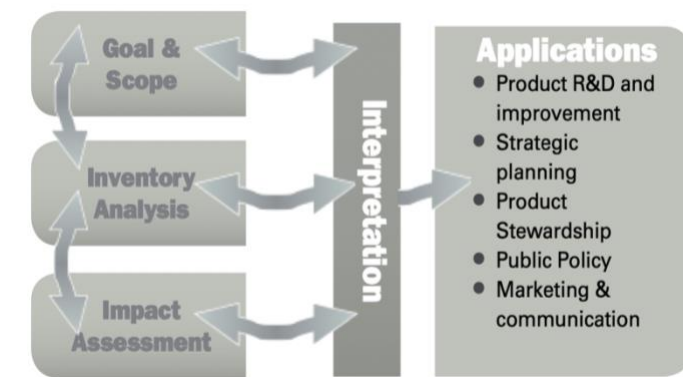 Goal &
Scope
Inventory
Analysis
Impact
Assessment
Interpretation
Applications
● Product R&D and
improvement
● Strategic
planning
● Product
Stewardship
● Public Policy
● Marketing &
communication